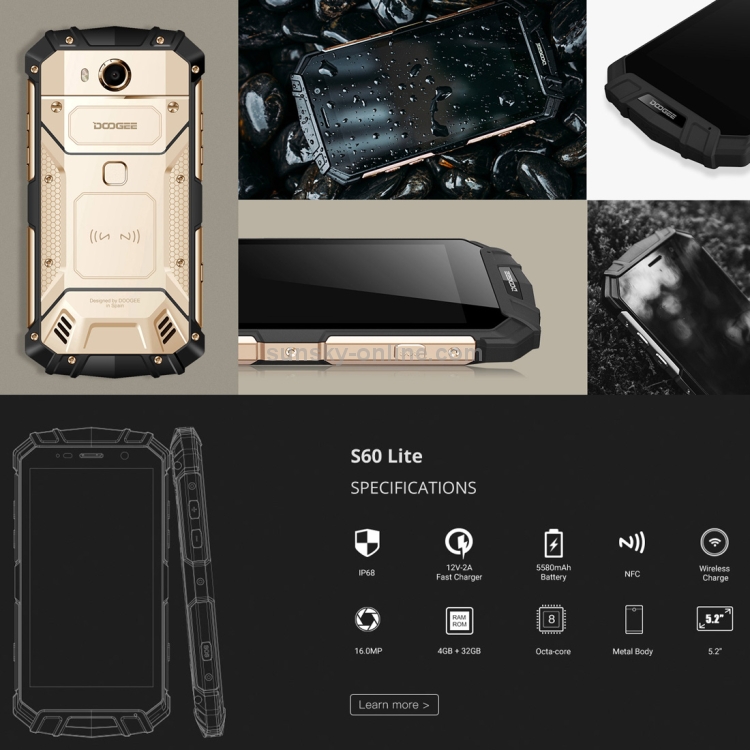 DOOGEE
Designed by DOOGEE
in Spain
DOOGEE
DOOGEE
DOOGEE
sunsky-online.com
S60 Lite
SPECIFICATIONS
IP68
12V-2A
Fast Charger
5580mAh
Battery
NFC
Wireless
Charge
RAM
ROM
8
5.2"
16.0MP
4GB + 32GB
Octa-core
Metal Body
5.2"
Learn more >
SOS